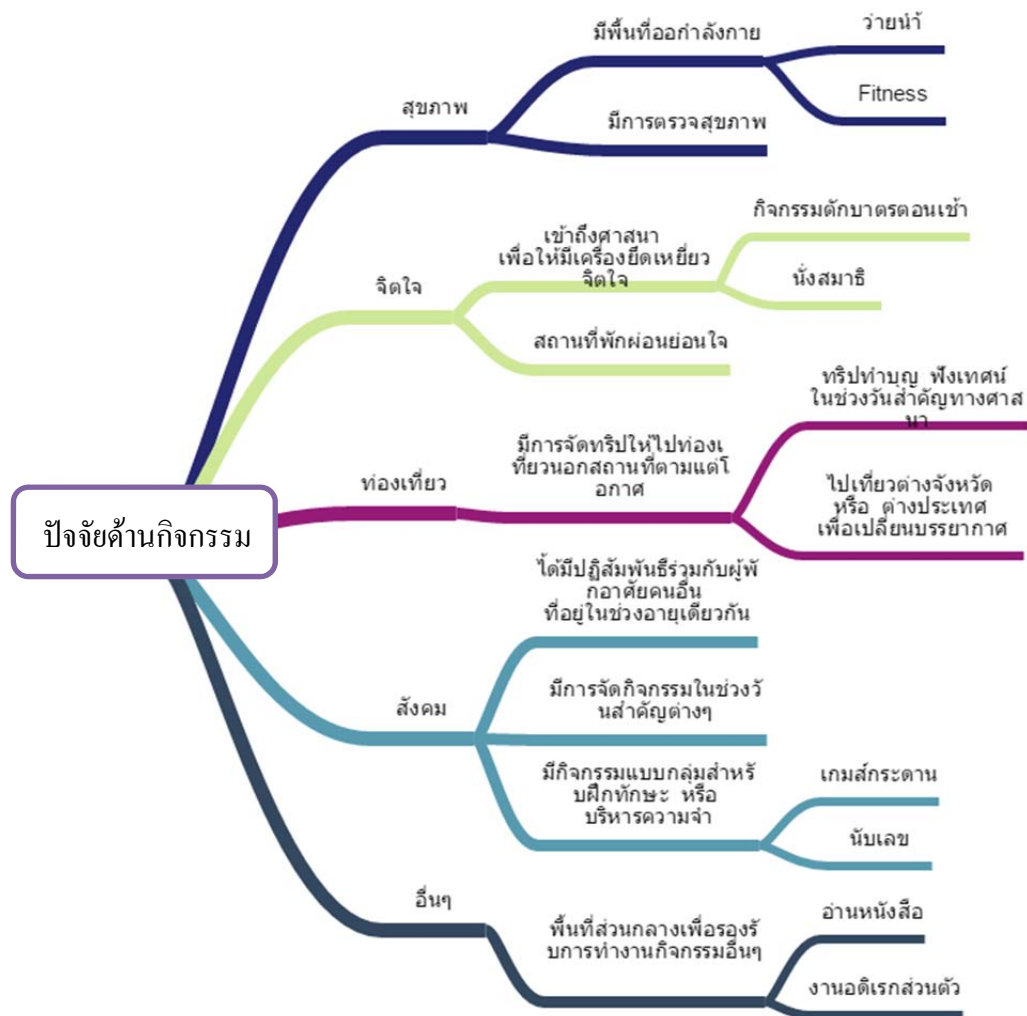 ปัจจัยด้านกิจกรรม
สุขภาพ
มีพื้นที่ออกำลังกาย
ว่ายน้ำ
Fitness
มีการตรวจสุขภาพ
จิตใจ
เข้าถึงศาสนา
เพื่อให้มีเครื่องยึดเหยี่ยว
จิตใจ
กิจกรรมตักบาตรตอนเช้า
นั่งสมาธิ
สถานที่พักผ่อนย่อนใจ
ท่องเที่ยว
มีการจัดทริปให้ไปท่องเ
ที่ยวนอกสถานที่ตามแต่โ
อกาศ
ทริปทำบุญ ฟังเทศน์
ในช่วงวันสำคัญทางศาส
นา
ไปเที่ยวต่างจังหวัด
หรือ ต่างประเทศ
เพื่อเปลี่ยนบรรยากาศ
สังคม
ได้มีปฏิสัมพันธ์ร่วมกับผู้พั
กอาศัยคนอื่น
ที่อยู่ในช่วงอายุเดียวกัน
มีการจัดกิจกรรมในช่วงวั
นสำคัญต่างๆ
มีกิจกรรมแบบกลุ่มสำหรั
บฝึกทักษะ หรือ
บริหารความจำ
เกมส์กระดาน
นับเลข
อื่นๆ
พื้นที่ส่วนกลางเพื่อรองรั
บการทำงานกิจกรรมอื่นๆ
อ่านหนังสือ
งานอดิเรกส่วนตัว